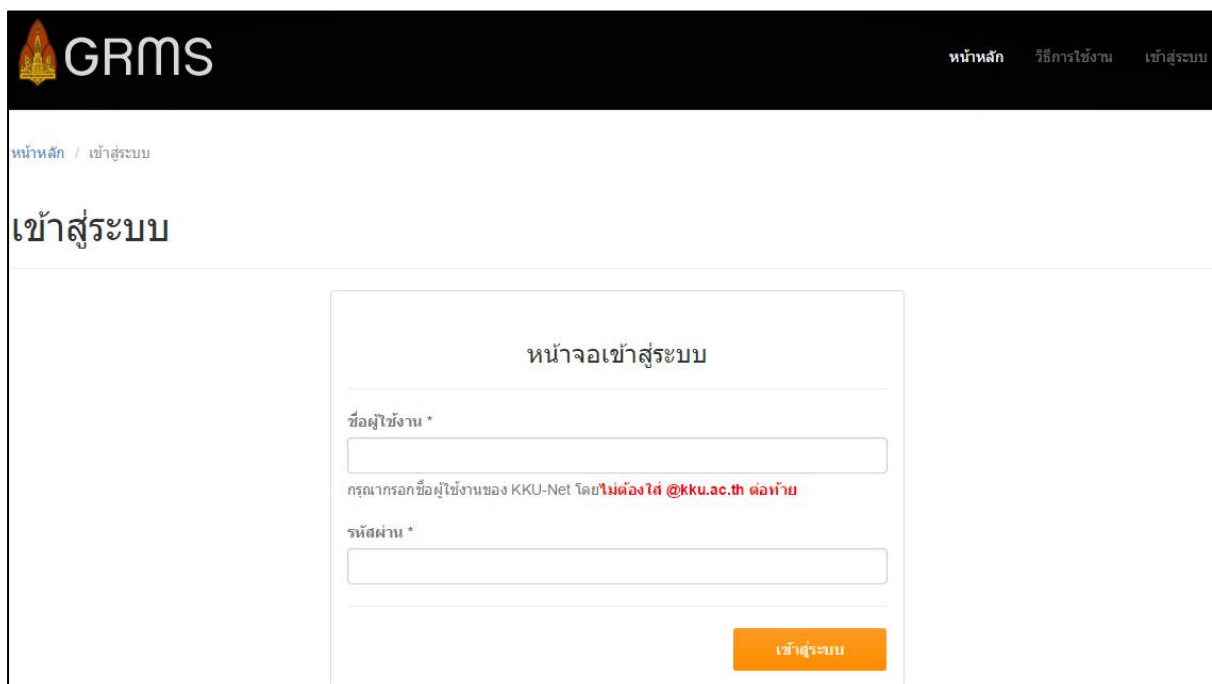 GRMS
หน้าหลัก วิธีการใช้งาน เข้าสู่ระบบ
หน้าหลัก / เข้าสู่ระบบ
เข้าสู่ระบบ
หน้าจอเข้าสู่ระบบ
ชื่อผู้ใช้งาน *
กรุณากรอกชื่อผู้ใช้งานของ KKU-Net โดยไม่ต้องใส่ @kku.ac.th ต่อท้าย
รหัสผ่าน *
เข้าสู่ระบบ